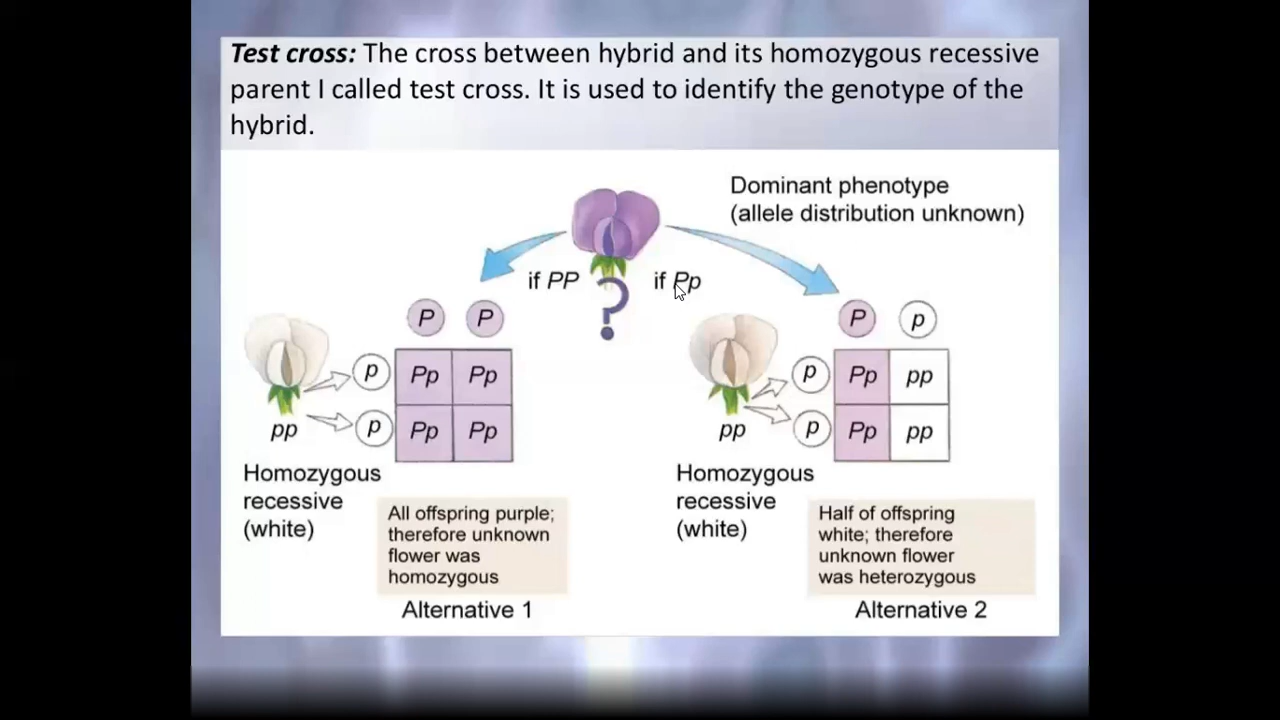 Test cross: The cross between hybrid and its homozygous recessive
parent I called test cross. It is used to identify the genotype of the
hybrid.
Dominant phenotype
(allele distribution unknown)
if PP
?
if Pp
P P
p Pp Pp
p Pp Pp
pp
Homozygous
recessive
(white)
All offspring purple;
therefore unknown
flower was
homozygous
Alternative 1
P p
p Pp pp
p Pp pp
pp
Homozygous
recessive
(white)
Half of offspring
white; therefore
unknown flower
was heterozygous
Alternative 2